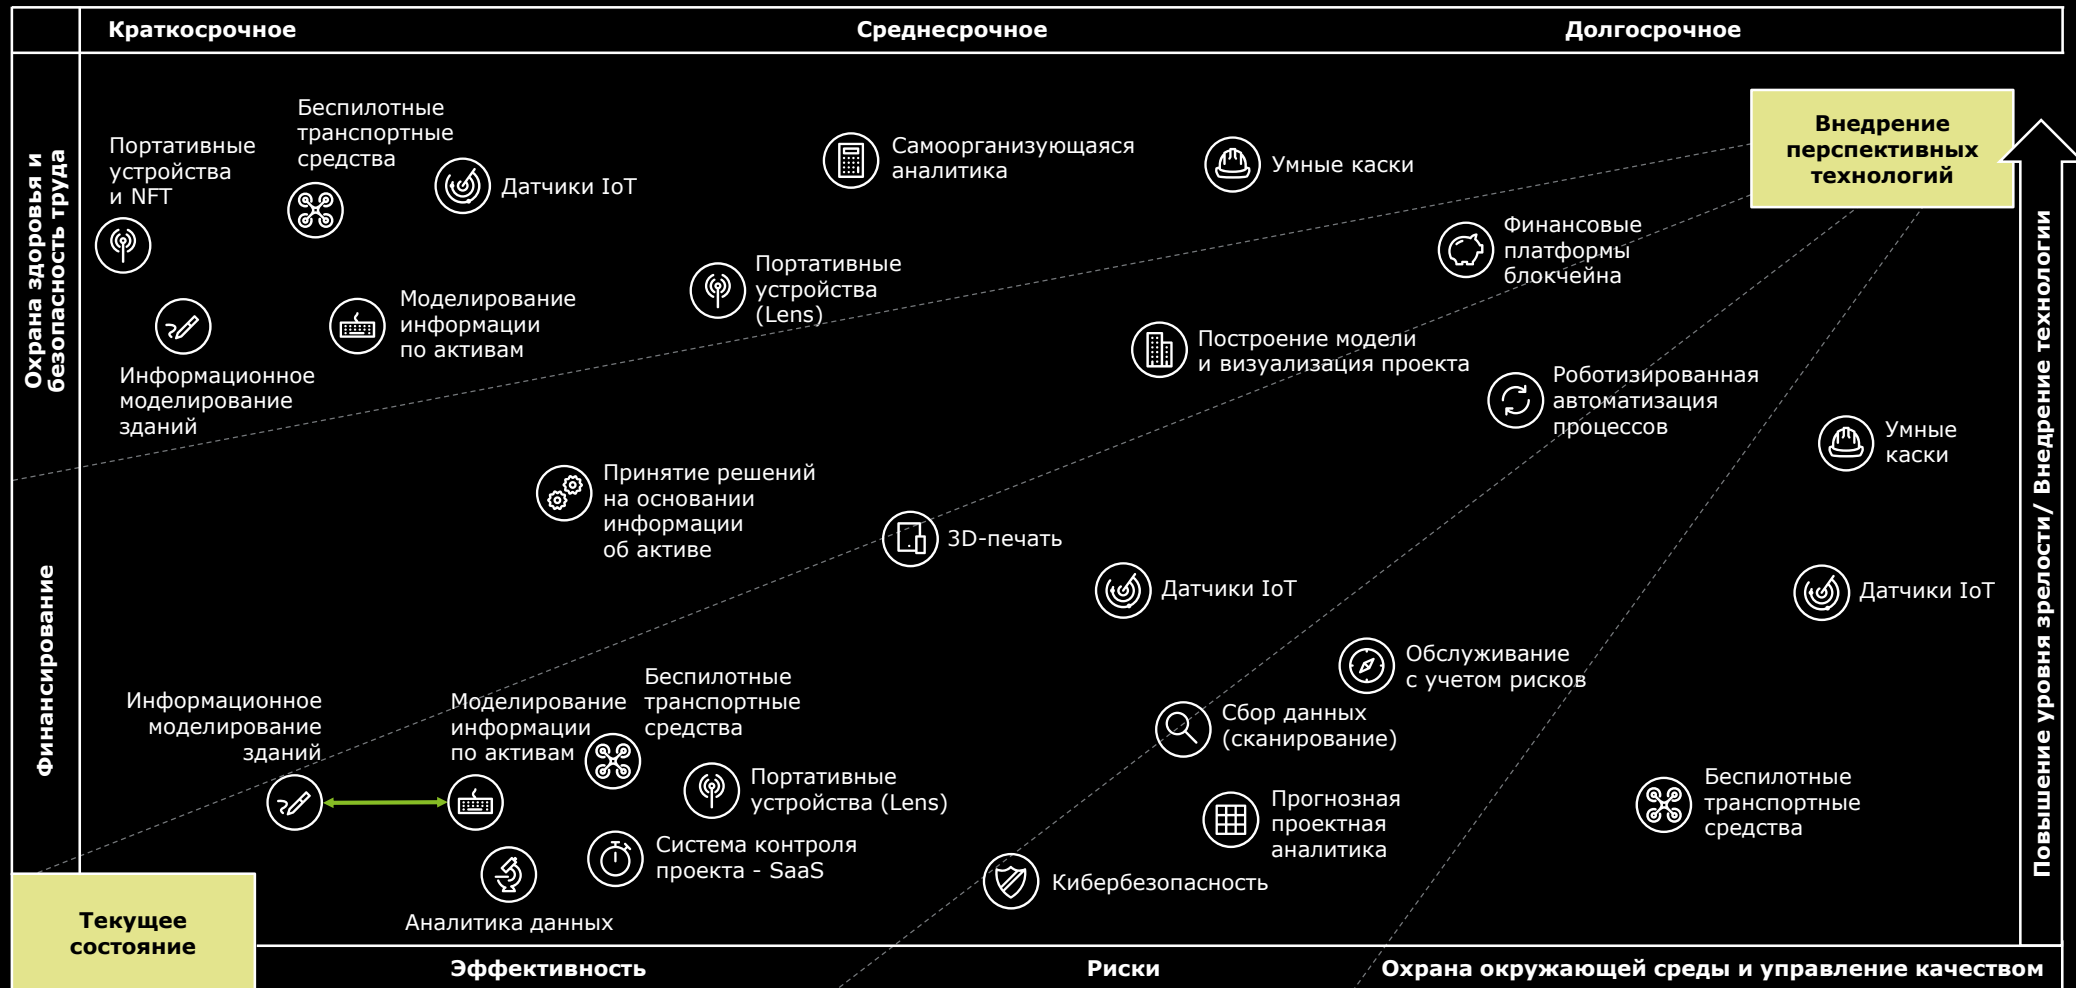 Краткосрочное
Среднесрочное
Долгосрочное
Охрана здоровья и
безопасность труда
Портативные
устройства
и NFT
Беспилотные
транспортные
средства
Датчики IoT
Самоорганизующаяся
аналитика
Умные каски
Внедрение
перспективных
технологий
Информационное
моделирование
зданий
Моделирование
информации
по активам
Портативные
устройства
(Lens)
Финансовые
платформы
блокчейна
Построение модели
и визуализация проекта
Роботизированная
автоматизация
процессов
Умные
каски
Повышение уровня зрелости/ Внедрение технологии
Финансирование
Принятие решений
на основании
информации
об активе
3D-печать
Датчики IoT
Датчики IoT
Обслуживание
с учетом рисков
Информационное
моделирование
зданий
Моделирование
информации
по активам
Беспилотные
транспортные
средства
Портативные
устройства (Lens)
Сбор данных
(сканирование)
Прогнозная
проектная
аналитика
Беспилотные
транспортные
средства
Система контроля
проекта - SaaS
Аналитика данных
Кибербезопасность
Текущее
состояние
Эффективность
Риски
Охрана окружающей среды и управление качеством